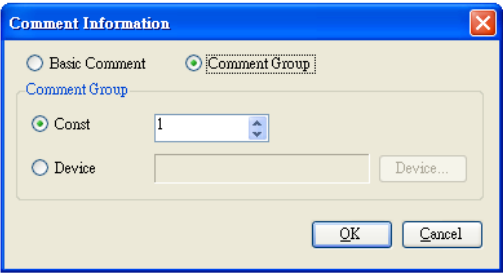 Comment Information
Basic Comment Comment Group
Comment Group
Const 1
Device Device...
OK Cancel